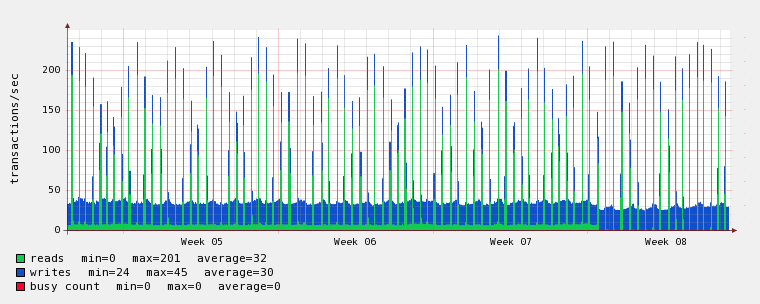 transactions/sec
200
150
100
50
0
Week 05 Week 06 Week 07 Week 08
reads min=0 max=201 average=32
writes min=24 max=45 average=30
busy count min=0 max=0 average=0